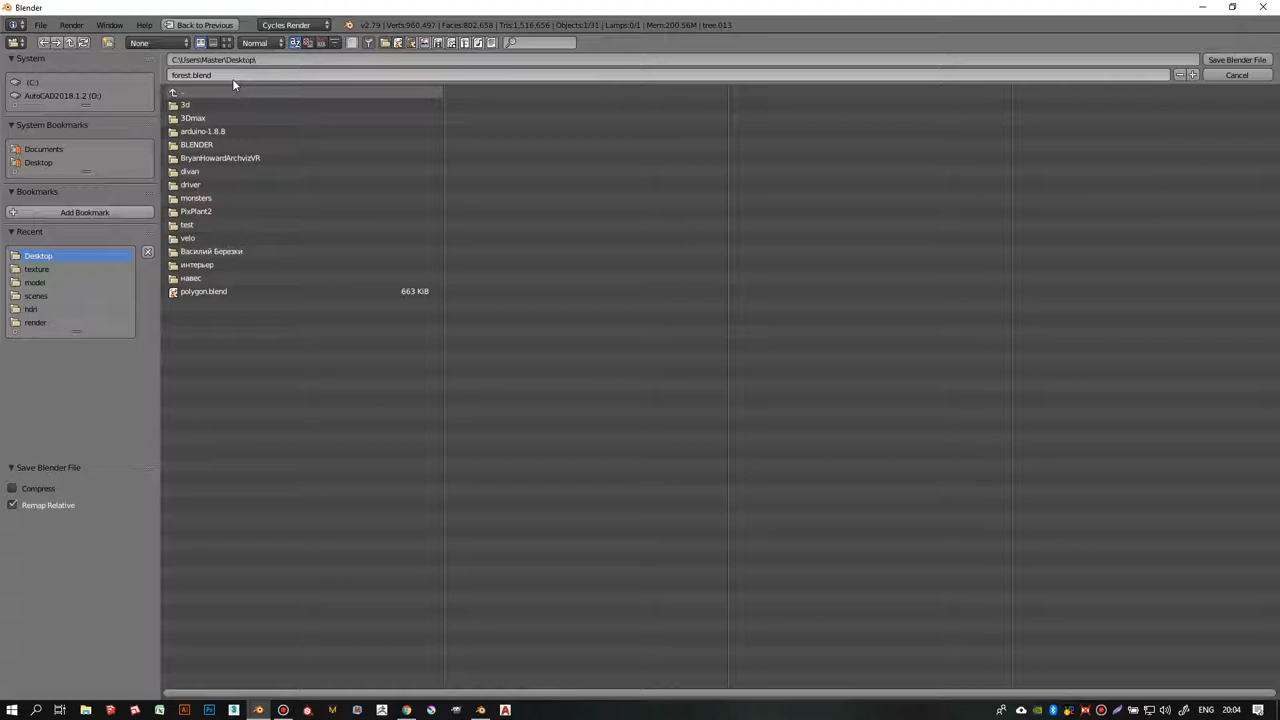 Blender
File Render Window Help Back to Previous Cycles Render v2.79 | Verts:960,497 | Faces:802,658 | Tris:1,516,656 | Objects:1/31 | Lamps:0/1 | Mem:200.56M | tree.013
None Normal
System
C:\Users\Master\Desktop\ Save Blender File
forest.blend Cancel
(C:)
AutoCAD2018.1.2 (D:)
System Bookmarks
Documents
Desktop
Bookmarks
Add Bookmark
Recent
Desktop
texture
model
scenes
hdri
render
Save Blender File
Compress
Remap Relative
..
3d
3Dmax
arduino-1.8.8
BLENDER
BryanHowardArchvizVR
divan
driver
monsters
PixPlant2
test
velo
Василий Березки
интерьер
навес
polygon.blend 663 KiB
ENG 20:04